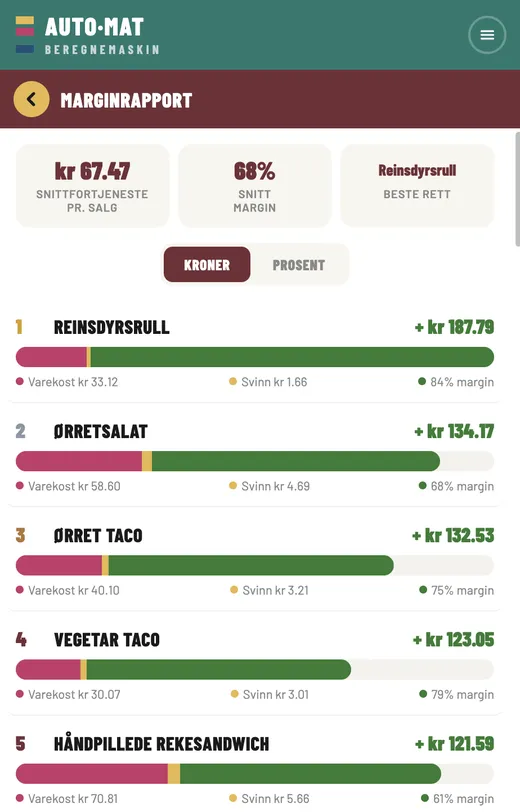 AUTO·MAT
BEREGNEMASKIN
MARGINRAPPORT
kr 67.47
SNITTFORTJENESTE
PR. SALG
68%
SNITT
MARGIN
Reinsdyrsrull
BESTE RETT
KRONER
PROSENT
1 REINSDYRSRULL + kr 187.79
Varekost kr 33.12 Svinn kr 1.66 84% margin
2 ØRRETSALAT + kr 134.17
Varekost kr 58.60 Svinn kr 4.69 68% margin
3 ØRRET TACO + kr 132.53
Varekost kr 40.10 Svinn kr 3.21 75% margin
4 VEGETAR TACO + kr 123.05
Varekost kr 30.07 Svinn kr 3.01 79% margin
5 HÅNDPILLEDE REKESANDWICH + kr 121.59
Varekost kr 70.81 Svinn kr 5.66 61% margin